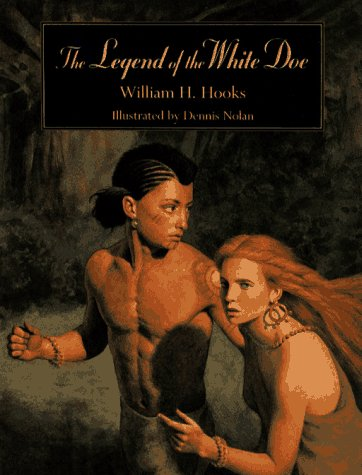 The Legend of the White Doe
William H. Hooks
Illustrated by Dennis Nolan